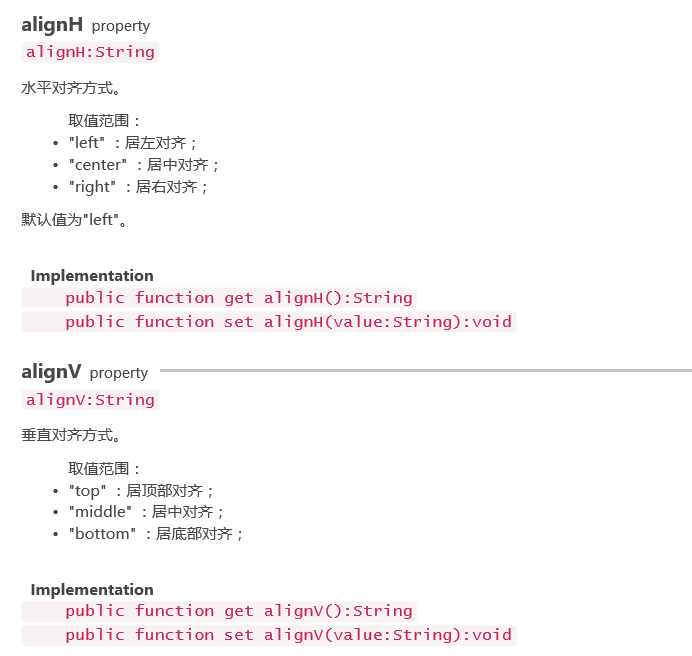 alignH property
alignH:String
水平对齐方式。
取值范围：
• "left" ：居左对齐；
• "center" ：居中对齐；
• "right" ：居右对齐；
默认值为"left"。
Implementation
public function get alignH():String
public function set alignH(value:String):void
alignV property
alignV:String
垂直对齐方式。
取值范围：
• "top" ：居顶部对齐；
• "middle" ：居中对齐；
• "bottom" ：居底部对齐；
Implementation
public function get alignV():String
public function set alignV(value:String):void